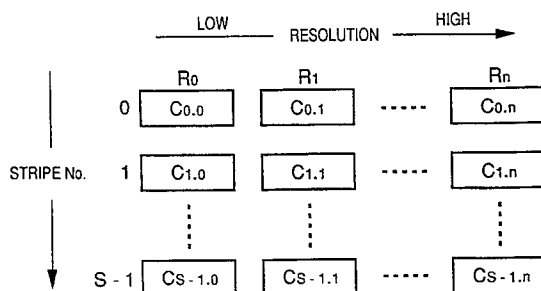 LOW RESOLUTION HIGH
R0 R1 Rn
0 C0.0 C0.1 C0.n
STRIPE No. 1 C1.0 C1.1 C1.n
S - 1 CS - 1.0 CS - 1.1 CS - 1.n